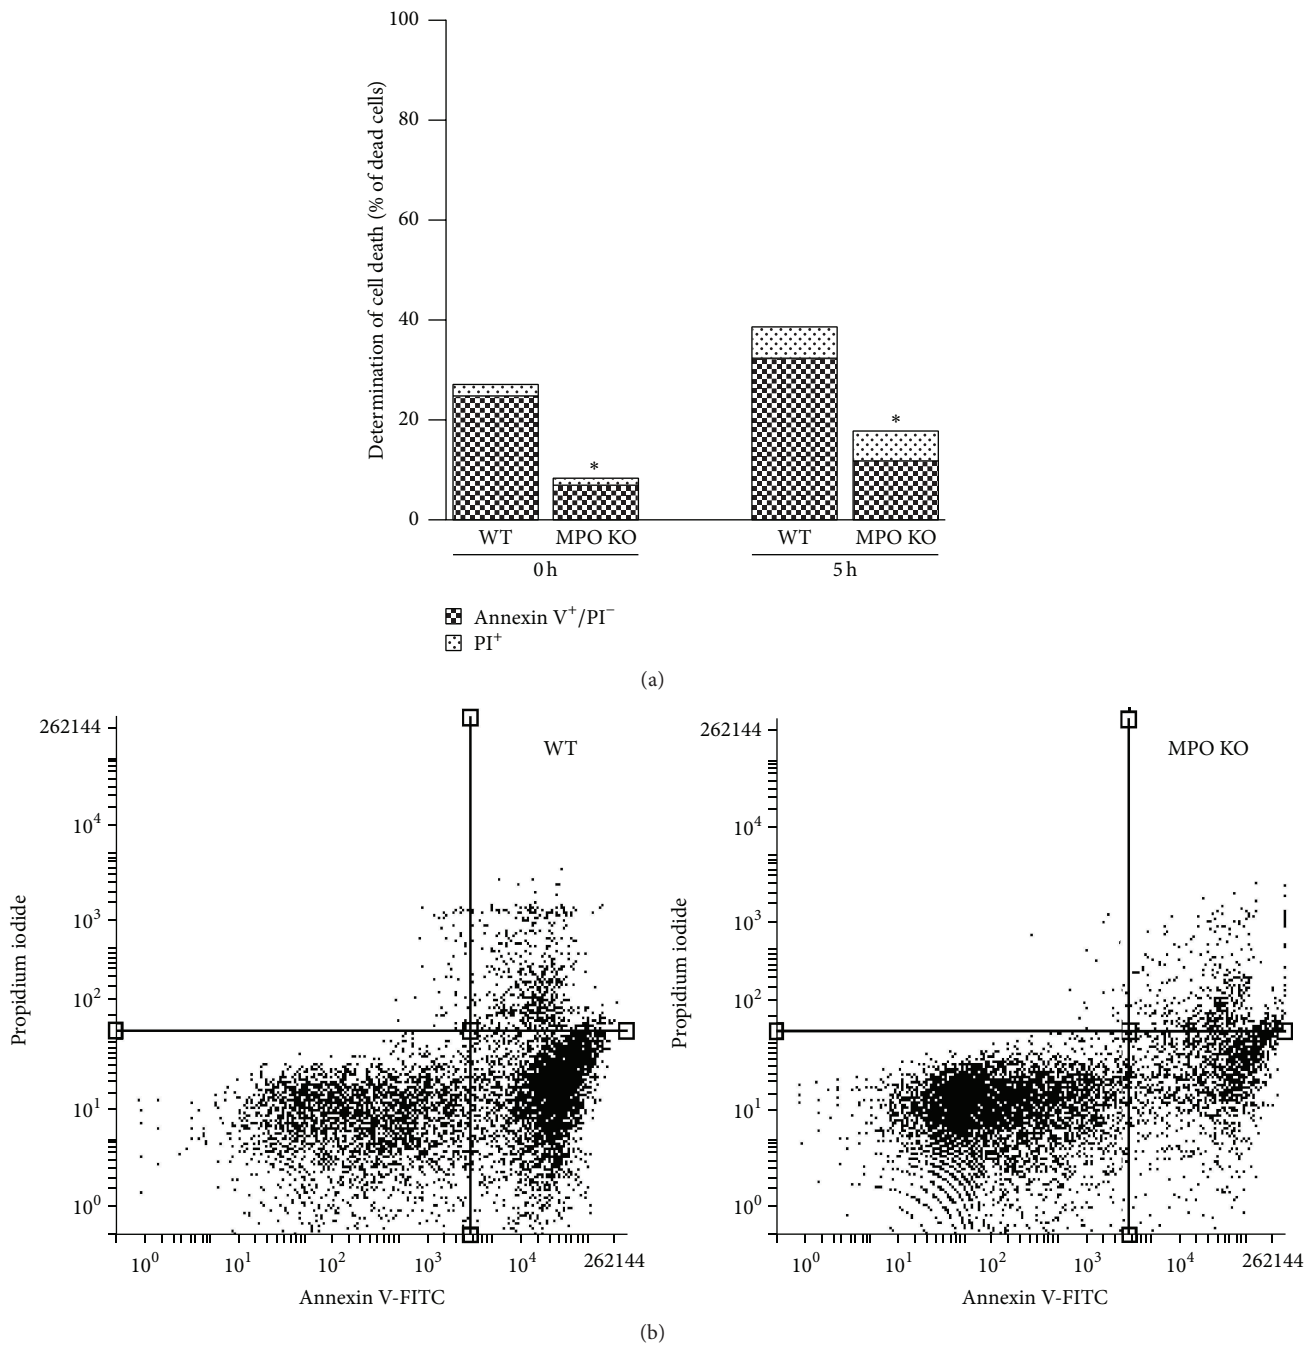 100
80
60
40
20
0
Determination of cell death (% of dead cells)
*
*
WT MPO KO WT MPO KO
0 h 5 h
Annexin V⁺/PI⁻
PI⁺
(a)
262144
10⁴
10³
10²
10¹
10⁰
Propidium iodide
WT
10⁰ 10¹ 10² 10³ 10⁴ 262144
Annexin V-FITC
262144
10⁴
10³
10²
10¹
10⁰
Propidium iodide
MPO KO
10⁰ 10¹ 10² 10³ 10⁴ 262144
Annexin V-FITC
(b)